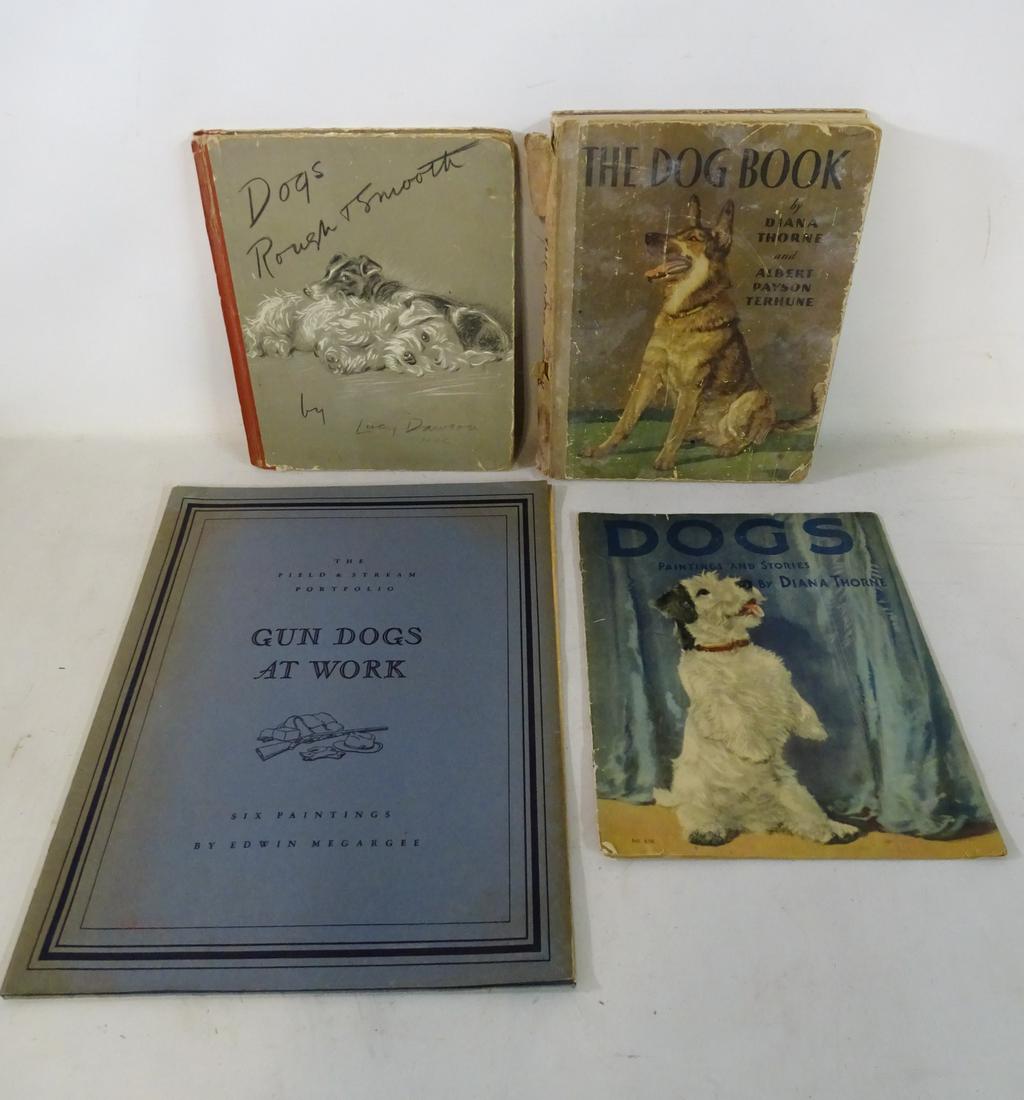 Dogs
Rough & Smooth
by
Lucy Dawson
MAC
THE DOG BOOK
by
DIANA
THORNE
and
ALBERT
PAYSON
TERHUNE
THE
FIELD & STREAM
PORTFOLIO
GUN DOGS
AT WORK
SIX PAINTINGS
BY EDWIN MEGARGEE
DOGS
PAINTINGS AND STORIES
BY DIANA THORNE